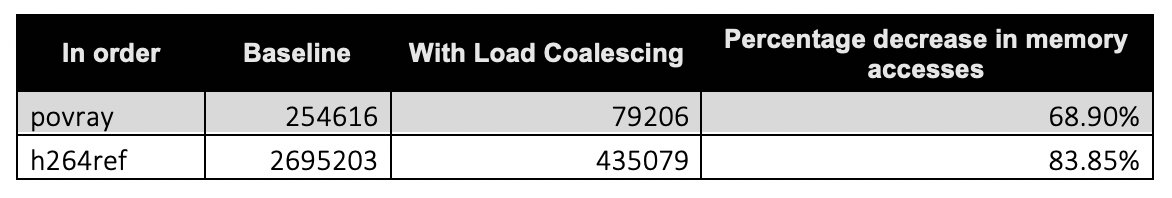 In order Baseline With Load Coalescing Percentage decrease in memory
accesses
povray 254616 79206 68.90%
h264ref 2695203 435079 83.85%